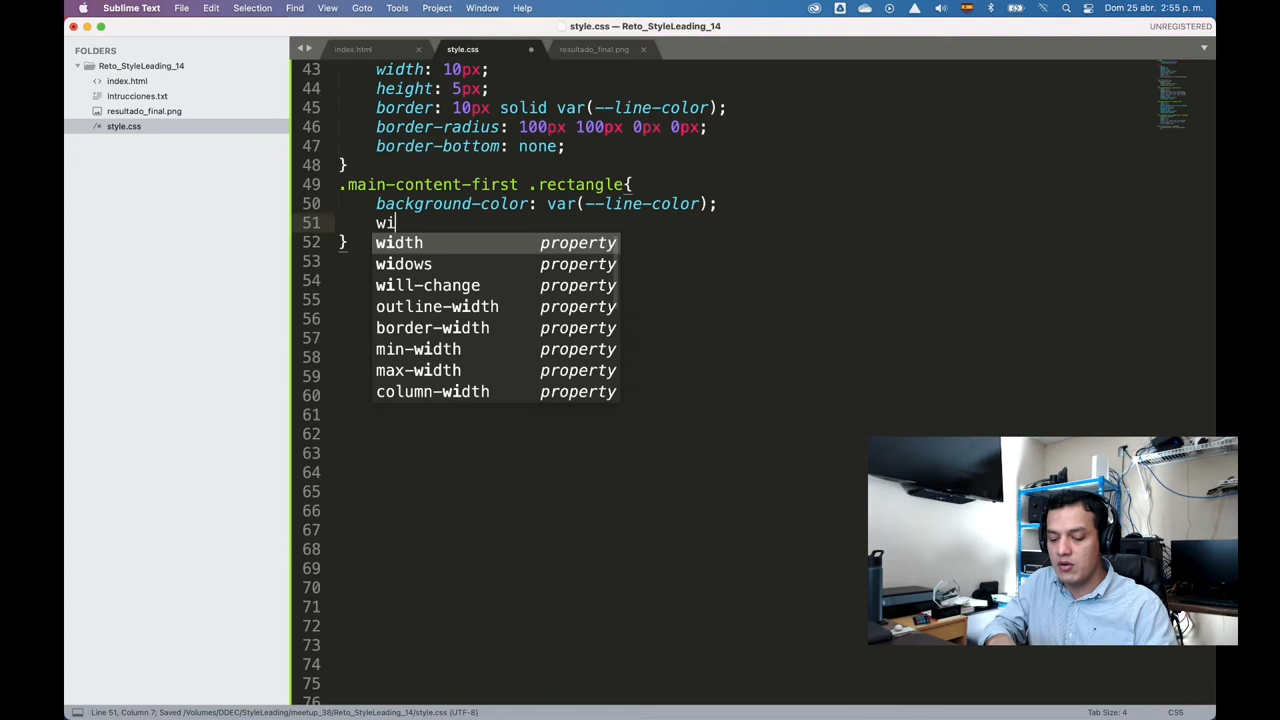 Sublime Text File Edit Selection Find View Goto Tools Project Window Help
Dom 25 abr. 2:55 p. m.
style.css — Reto_StyleLeading_14
UNREGISTERED
FOLDERS
Reto_StyleLeading_14
index.html
Intrucciones.txt
resultado_final.png
style.css
index.html
style.css
resultado_final.png
43 width: 10px;
44 height: 5px;
45 border: 10px solid var(--line-color);
46 border-radius: 100px 100px 0px 0px;
47 border-bottom: none;
48 }
49 .main-content-first .rectangle{
50 background-color: var(--line-color);
51 wi
52 }
width property
widows property
will-change property
outline-width property
border-width property
min-width property
max-width property
column-width property
53
54
55
56
57
58
59
60
61
62
63
64
65
66
67
68
69
70
71
72
73
74
75
76
Line 51, Column 7; Saved /Volumes/DDEC/StyleLeading/meetup_38/Reto_StyleLeading_14/style.css (UTF-8)
Tab Size: 4
CSS